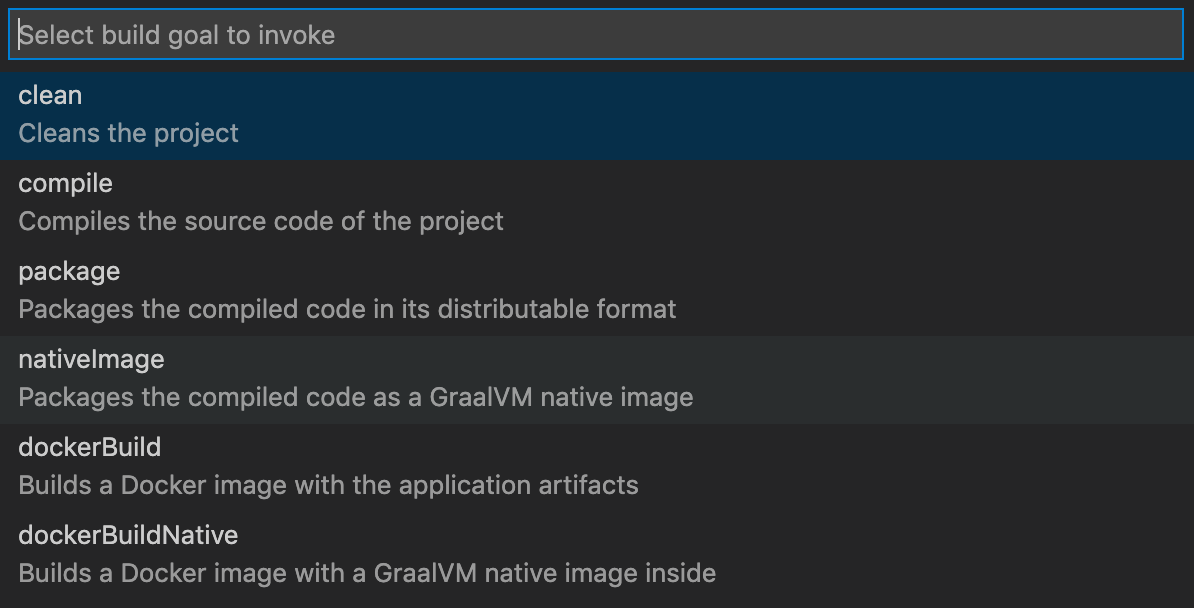 Select build goal to invoke
clean
Cleans the project
compile
Compiles the source code of the project
package
Packages the compiled code in its distributable format
nativeImage
Packages the compiled code as a GraalVM native image
dockerBuild
Builds a Docker image with the application artifacts
dockerBuildNative
Builds a Docker image with a GraalVM native image inside